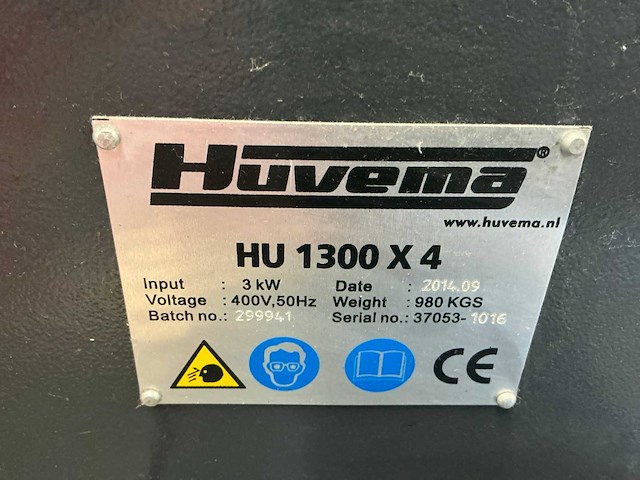 Huvema®
www.huvema.nl
HU 1300 X 4
Input : 3 kW Date : 2014.09
Voltage : 400V,50Hz Weight : 980 KGS
Batch no.: 299941 Serial no.: 37053-1016
CE